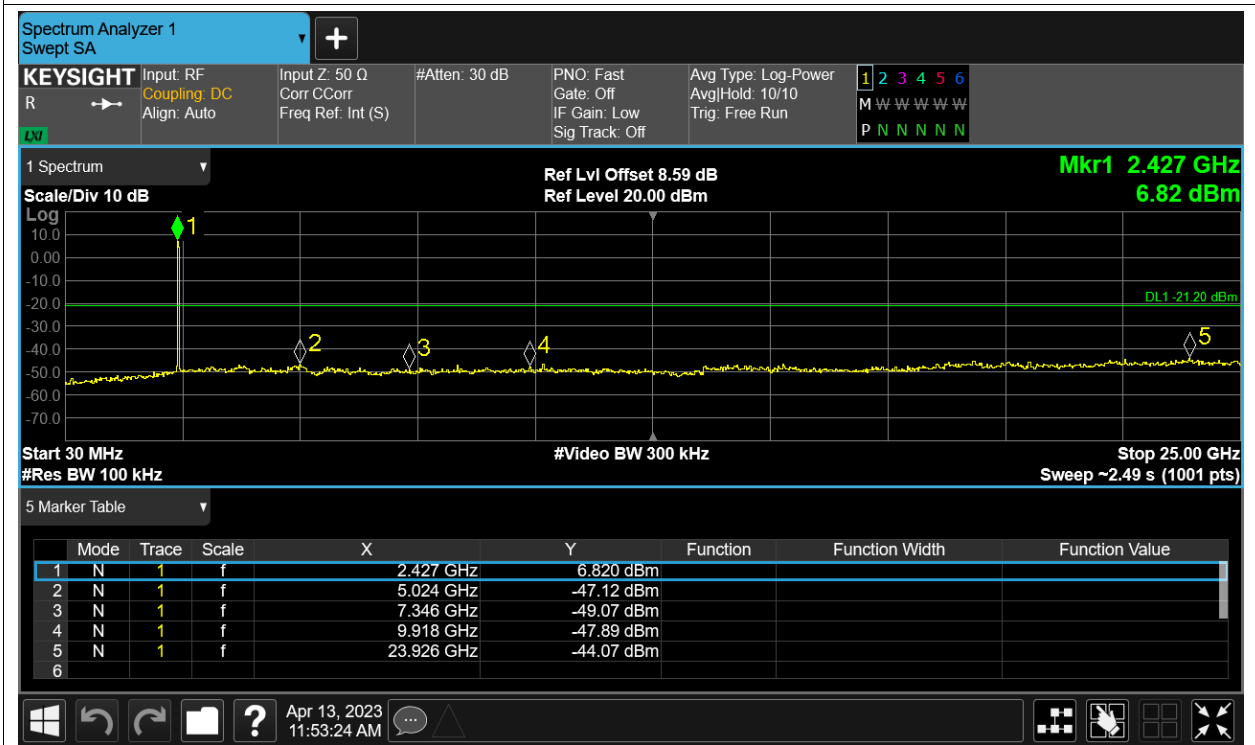 Spectrum Analyzer 1
Swept SA
KEYSIGHT Input: RF Input Z: 50 Ω #Atten: 30 dB PNO: Fast Avg Type: Log-Power 1 2 3 4 5 6
R Coupling: DC Corr CCorr Gate: Off Avg|Hold: 10/10 M W W W W W
Align: Auto Freq Ref: Int (S) IF Gain: Low Trig: Free Run
LXI Sig Track: Off P N N N N N
1 Spectrum Ref Lvl Offset 8.59 dB Mkr1 2.427 GHz
Scale/Div 10 dB Ref Level 20.00 dBm 6.82 dBm
Log
1
10.0
0.00
-10.0
-20.0 DL1 -21.20 dBm
-30.0
2 3 4 5
-40.0
-50.0
-60.0
-70.0
Start 30 MHz #Video BW 300 kHz Stop 25.00 GHz
#Res BW 100 kHz Sweep ~2.49 s (1001 pts)
5 Marker Table
Mode Trace Scale X Y Function Function Width Function Value
1 N 1 f 2.427 GHz 6.820 dBm
2 N 1 f 5.024 GHz -47.12 dBm
3 N 1 f 7.346 GHz -49.07 dBm
4 N 1 f 9.918 GHz -47.89 dBm
5 N 1 f 23.926 GHz -44.07 dBm
6
? Apr 13, 2023
11:53:24 AM